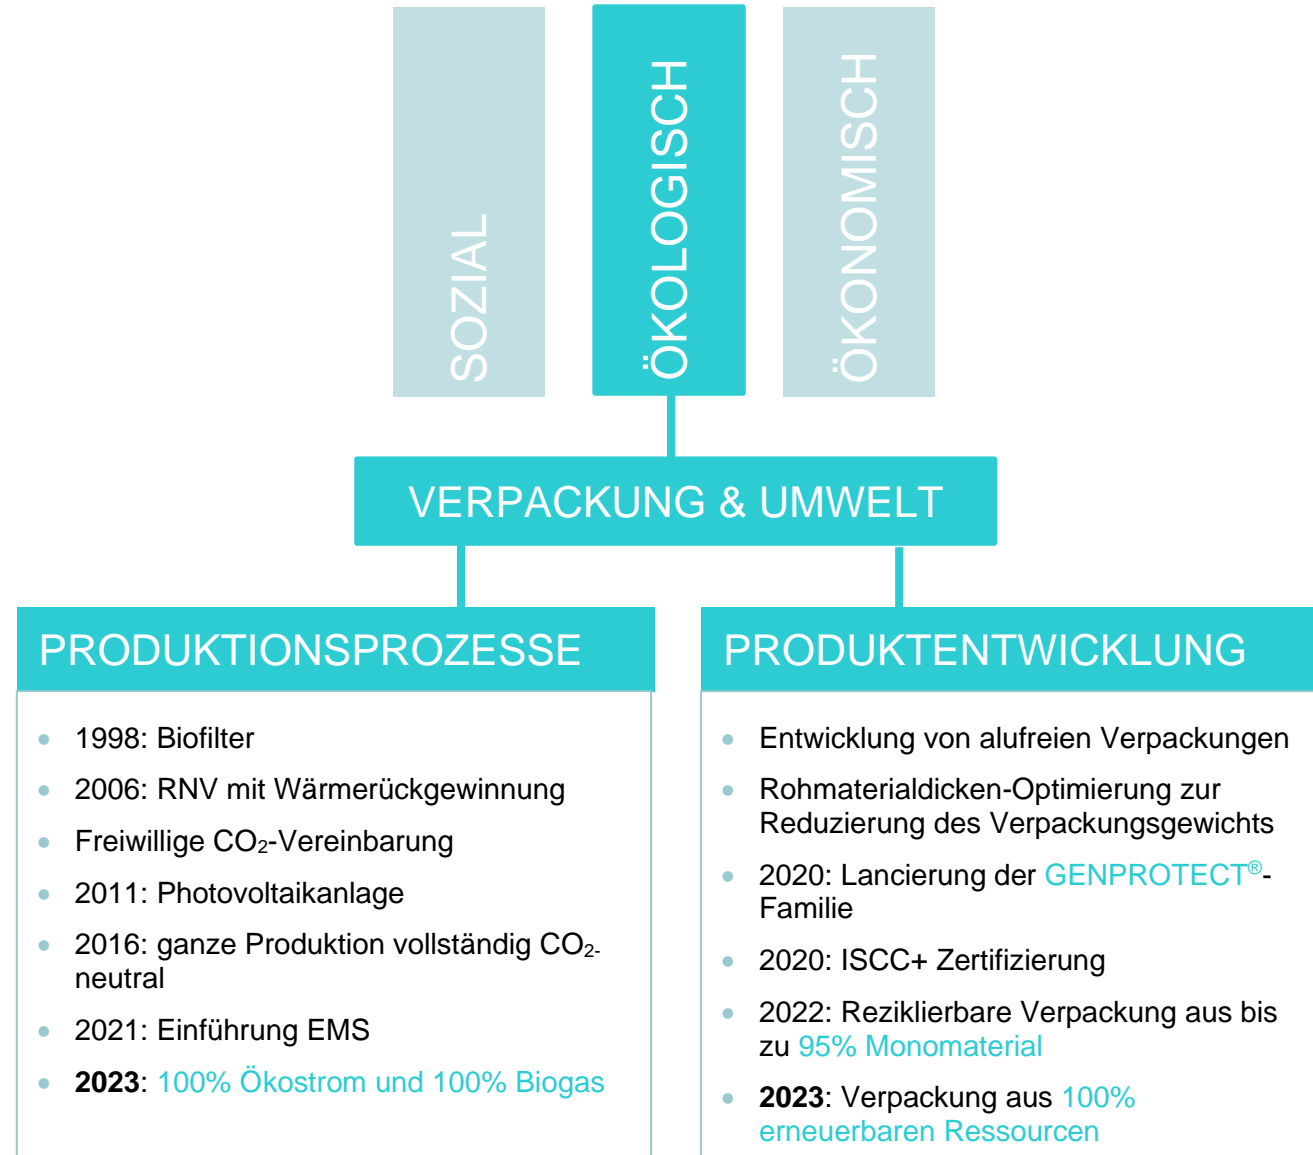 SOZIAL
ÖKOLOGISCH
ÖKONOMISCH
VERPACKUNG & UMWELT
PRODUKTIONSPROZESSE
• 1998: Biofilter
• 2006: RNV mit Wärmerückgewinnung
• Freiwillige CO₂-Vereinbarung
• 2011: Photovoltaikanlage
• 2016: ganze Produktion vollständig CO₂-
neutral
• 2021: Einführung EMS
• 2023: 100% Ökostrom und 100% Biogas
PRODUKTENTWICKLUNG
• Entwicklung von alufreien Verpackungen
• Rohmaterialdicken-Optimierung zur
Reduzierung des Verpackungsgewichts
• 2020: Lancierung der GENPROTECT®-
Familie
• 2020: ISCC+ Zertifizierung
• 2022: Reziklierbare Verpackung aus bis
zu 95% Monomaterial
• 2023: Verpackung aus 100%
erneuerbaren Ressourcen